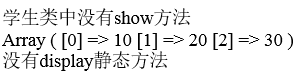 学生类中没有show方法
Array ( [0] => 10 [1] => 20 [2] => 30 )
没有display静态方法